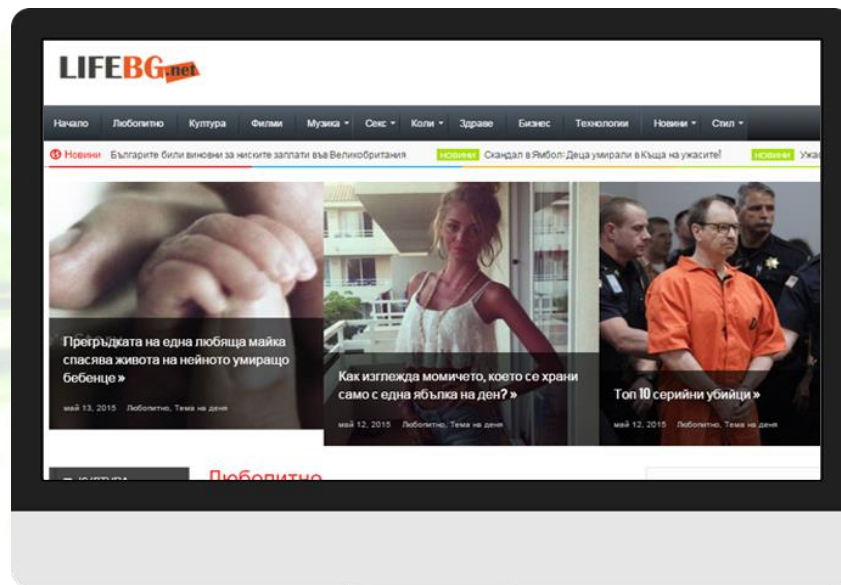 LIFEBG.net
Начало Любопитно Култура Филми Музика Секс Коли Здраве Бизнес Технологии Новини Стил
Новини Българите били виновни за ниските заплати във Великобритания НОВИНИ Скандал в Ямбол: Деца умирали в Къща на ужасите! НОВИНИ
Прегръдката на една любяща майка
спасява живота на нейното умиращо
бебенце »
май 13, 2015 Любопитно, Тема на деня
Как изглежда момичето, което се храни
само с една ябълка на ден? »
май 12, 2015 Любопитно, Тема на деня
Топ 10 серийни убийци »
май 12, 2015 Любопитно, Тема на деня
КУЛТУРА
Любопитно